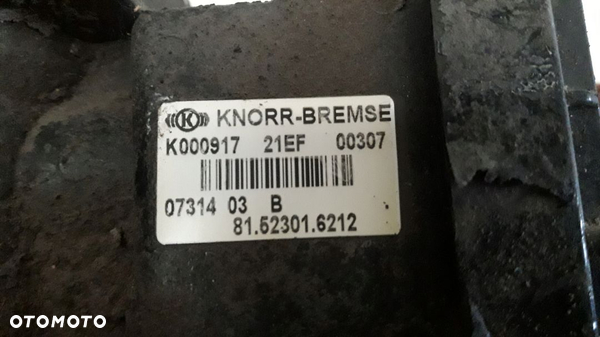 KNORR-BREMSE
K000917 21EF 00307
07314 03 B
81.52301.6212
OTOMOTO